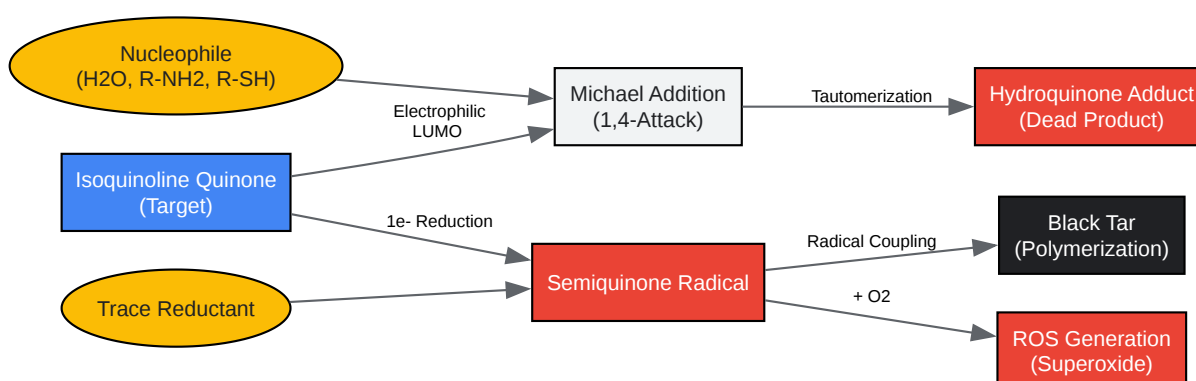 Nucleophile
(H2O, R-NH2, R-SH)
Electrophilic
LUMO
Michael Addition
(1,4-Attack)
Tautomerization
Hydroquinone Adduct
(Dead Product)
Isoquinoline Quinone
(Target)
1e- Reduction
Trace Reductant
Semiquinone Radical
Radical Coupling
Black Tar
(Polymerization)
+ O2
ROS Generation
(Superoxide)